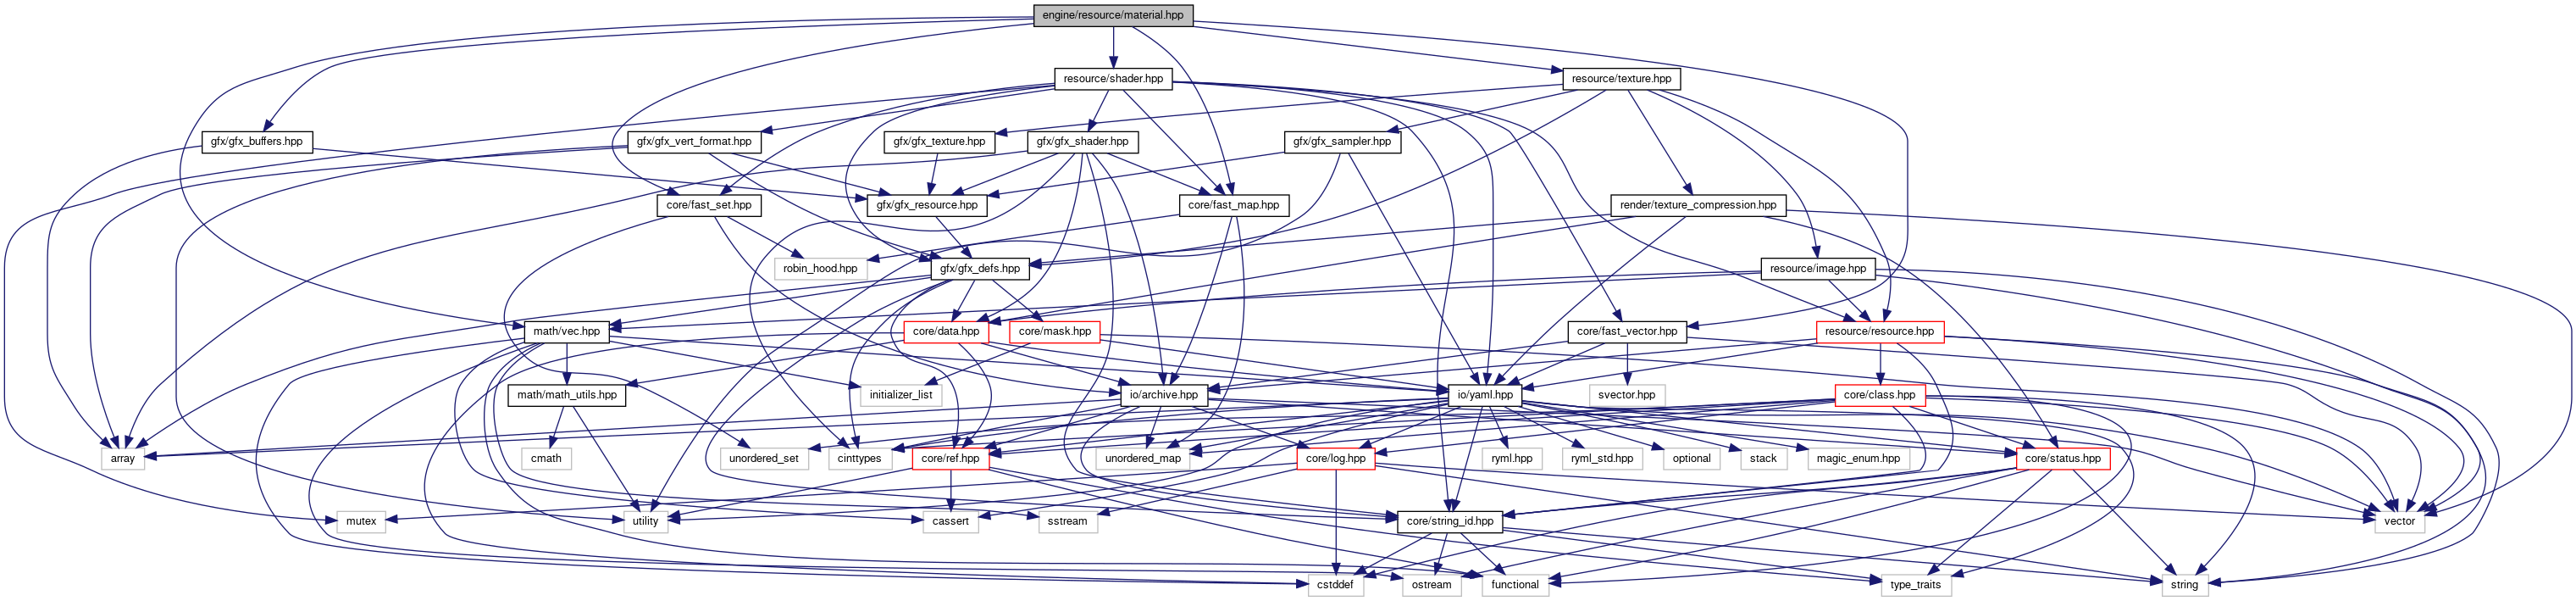 engine/resource/material.hpp
resource/shader.hpp
resource/texture.hpp
gfx/gfx_buffers.hpp
gfx/gfx_vert_format.hpp
gfx/gfx_texture.hpp
gfx/gfx_shader.hpp
gfx/gfx_sampler.hpp
core/fast_set.hpp
gfx/gfx_resource.hpp
core/fast_map.hpp
render/texture_compression.hpp
robin_hood.hpp
gfx/gfx_defs.hpp
resource/image.hpp
math/vec.hpp
core/data.hpp
core/mask.hpp
core/fast_vector.hpp
resource/resource.hpp
math/math_utils.hpp
initializer_list
io/archive.hpp
io/yaml.hpp
svector.hpp
core/class.hpp
array
cmath
unordered_set
cinttypes
core/ref.hpp
unordered_map
core/log.hpp
ryml.hpp
ryml_std.hpp
optional
stack
magic_enum.hpp
core/status.hpp
mutex
utility
cassert
sstream
core/string_id.hpp
vector
cstddef
ostream
functional
type_traits
string